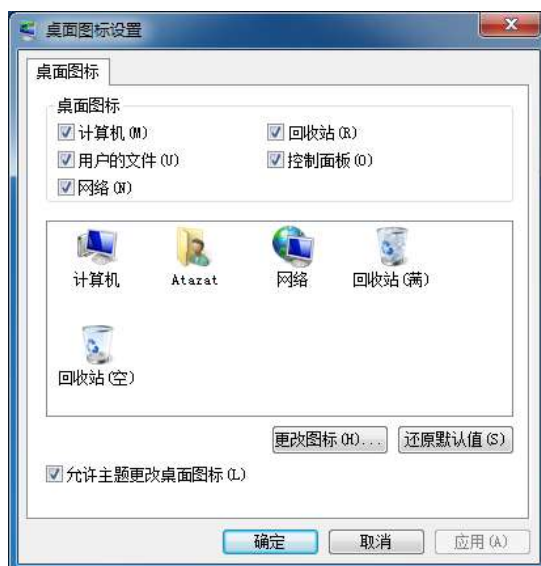 桌面图标设置
桌面图标
桌面图标
计算机(M) 回收站(R)
用户的文件(U) 控制面板(O)
网络(N)
计算机 Atazat 网络 回收站(满)
回收站(空)
更改图标(H)... 还原默认值(S)
允许主题更改桌面图标(L)
确定 取消 应用(A)